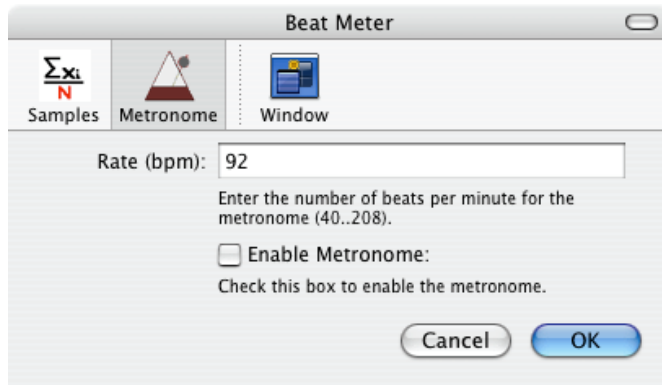 Beat Meter
Σxi
N
Samples Metronome Window
Rate (bpm): 92
Enter the number of beats per minute for the
metronome (40..208).
Enable Metronome:
Check this box to enable the metronome.
Cancel OK